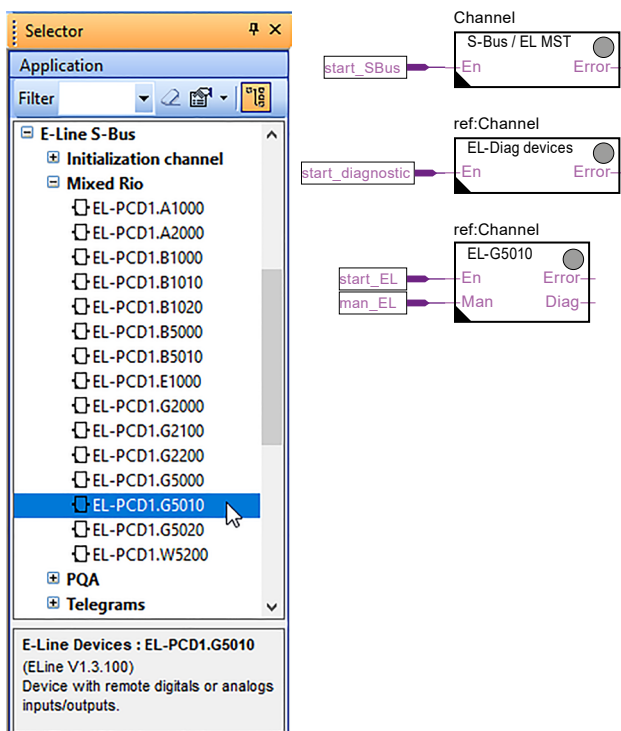 Selector
Application
Filter
E-Line S-Bus
Initialization channel
Mixed Rio
EL-PCD1.A1000
EL-PCD1.A2000
EL-PCD1.B1000
EL-PCD1.B1010
EL-PCD1.B1020
EL-PCD1.B5000
EL-PCD1.B5010
EL-PCD1.E1000
EL-PCD1.G2000
EL-PCD1.G2100
EL-PCD1.G2200
EL-PCD1.G5000
EL-PCD1.G5010
EL-PCD1.G5020
EL-PCD1.W5200
PQA
Telegrams
E-Line Devices : EL-PCD1.G5010
(ELine V1.3.100)
Device with remote digitals or analogs
inputs/outputs.
Channel
S-Bus / EL MST
start_SBus En Error
ref:Channel
EL-Diag devices
start_diagnostic En Error
ref:Channel
EL-G5010
start_EL En Error
man_EL Man Diag